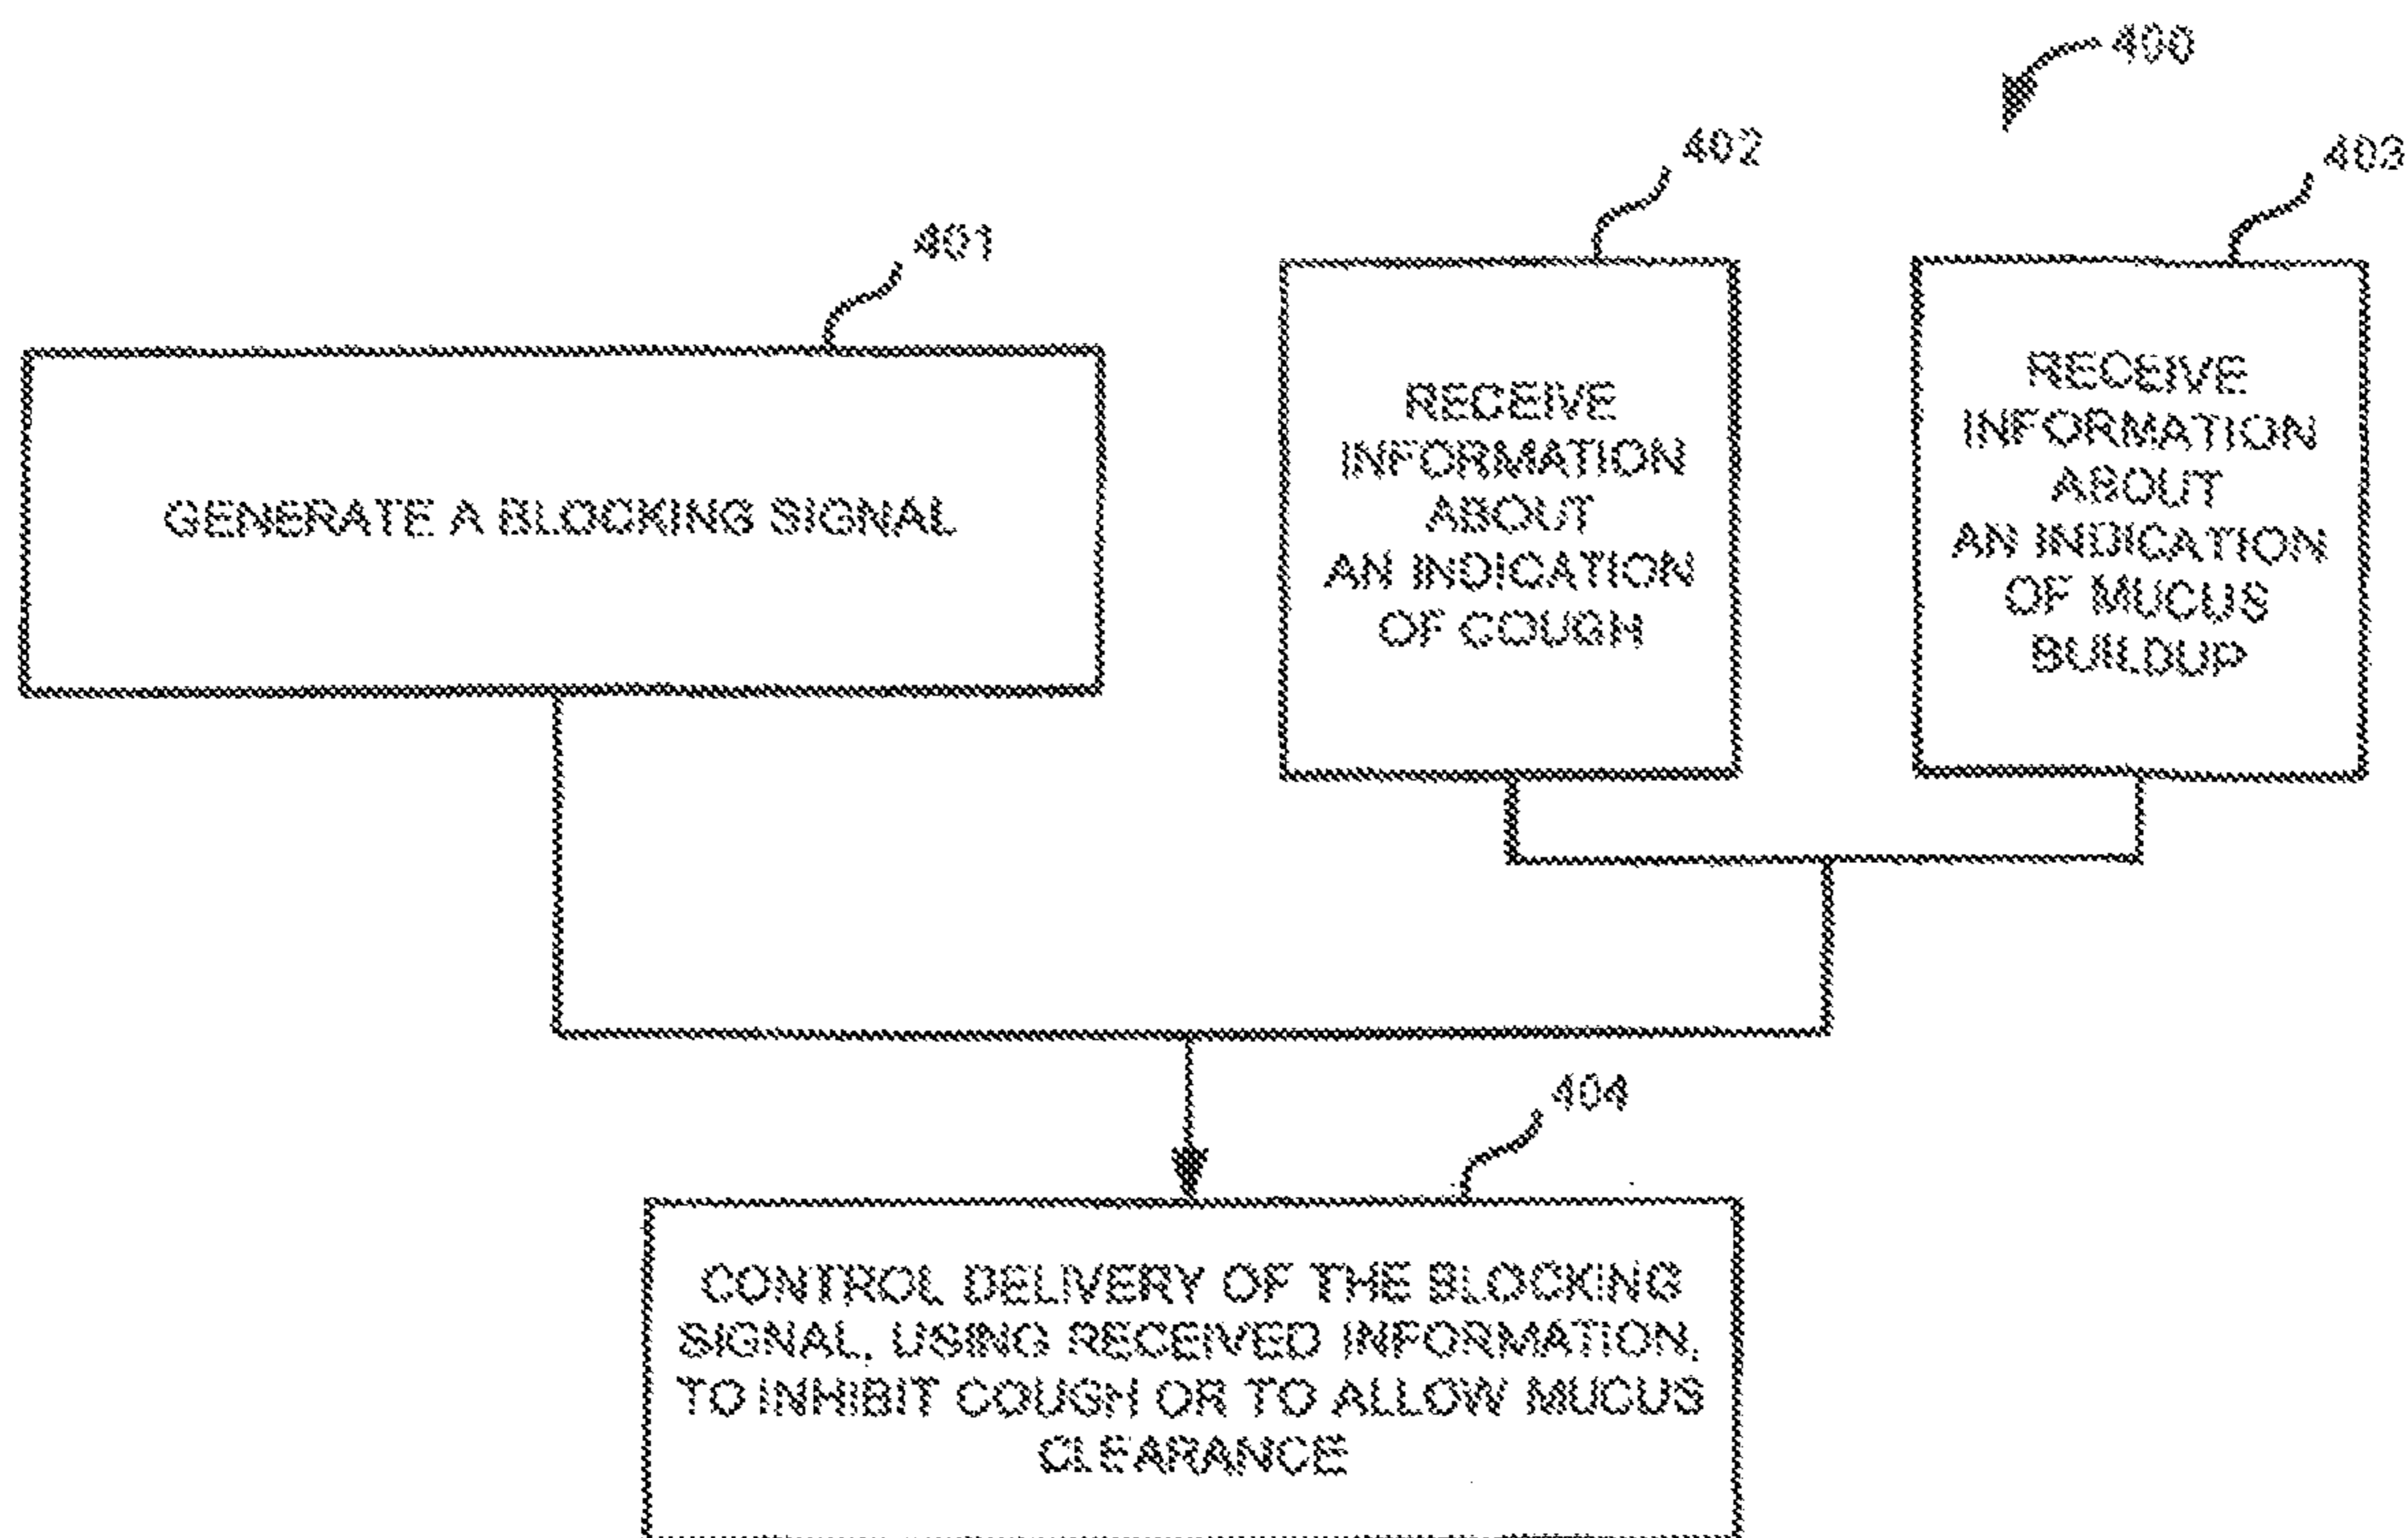 400
402
403
401
RECEIVE
INFORMATION
ABOUT
AN INDICATION
OF COUGH
RECEIVE
INFORMATION
ABOUT
AN INDICATION
OF MUCUS
BUILDUP
GENERATE A BLOCKING SIGNAL
404
CONTROL DELIVERY OF THE BLOCKING
SIGNAL, USING RECEIVED INFORMATION,
TO INHIBIT COUGH OR TO ALLOW MUCUS
CLEARANCE